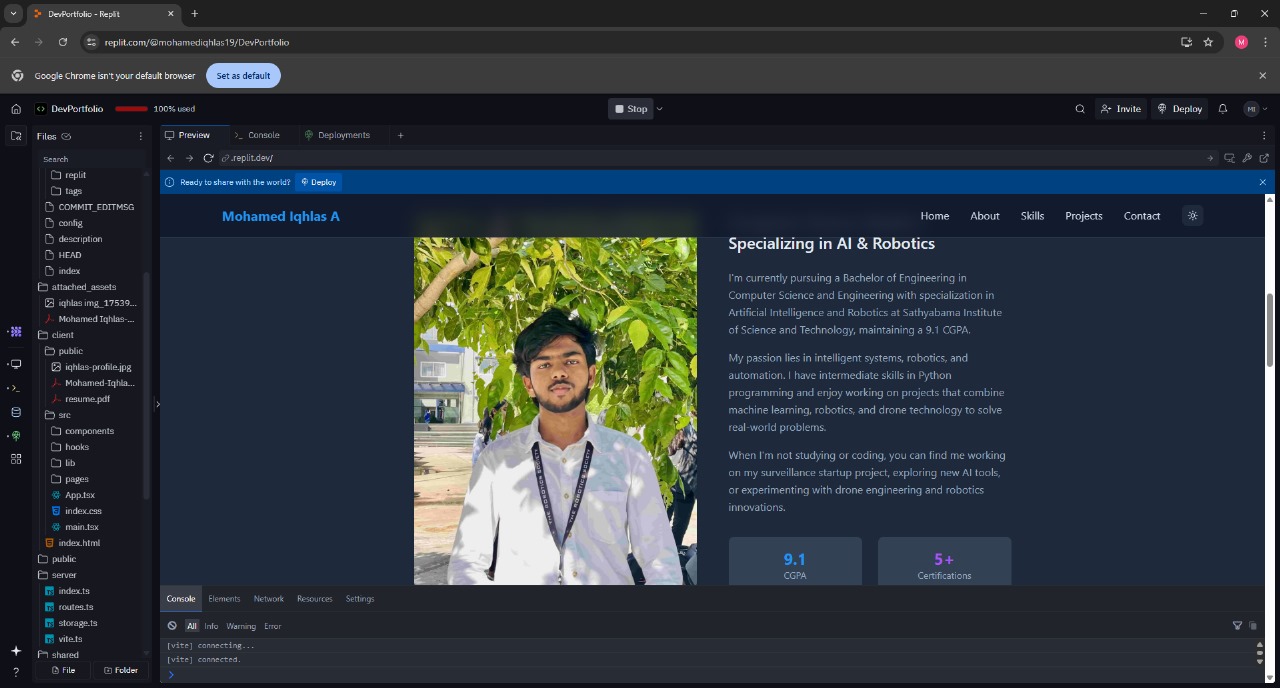 DevPortfolio - Replit
replit.com/@mohamediqhlas19/DevPortfolio
Google Chrome isn't your default browser
Set as default
DevPortfolio
100% used
Stop
Invite
Deploy
MI
M
Files
Preview
Console
Deployments
Search
.replit.dev/
replit
tags
COMMIT_EDITMSG
config
description
HEAD
index
attached_assets
iqhlas img_17539...
Mohamed Iqhlas-...
client
public
iqhlas-profile.jpg
Mohamed-Iqhla...
resume.pdf
src
components
hooks
lib
pages
App.tsx
index.css
main.tsx
index.html
public
server
index.ts
routes.ts
storage.ts
vite.ts
shared
File
Folder
Ready to share with the world?
Deploy
Mohamed Iqhlas A
Home
About
Skills
Projects
Contact
Specializing in AI & Robotics
I'm currently pursuing a Bachelor of Engineering in
Computer Science and Engineering with specialization in
Artificial Intelligence and Robotics at Sathyabama Institute
of Science and Technology, maintaining a 9.1 CGPA.
My passion lies in intelligent systems, robotics, and
automation. I have intermediate skills in Python
programming and enjoy working on projects that combine
machine learning, robotics, and drone technology to solve
real-world problems.
When I'm not studying or coding, you can find me working
on my surveillance startup project, exploring new AI tools,
or experimenting with drone engineering and robotics
innovations.
9.1
CGPA
5+
Certifications
Console
Elements
Network
Resources
Settings
All
Info
Warning
Error
[vite] connecting...
[vite] connected.